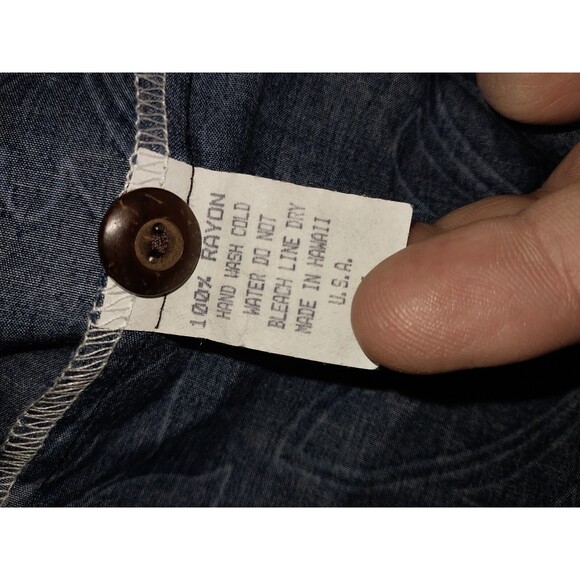 100% RAYON
HAND WASH COLD
WATER DO NOT
BLEACH LINE DRY
MADE IN HAWAII
U.S.A.